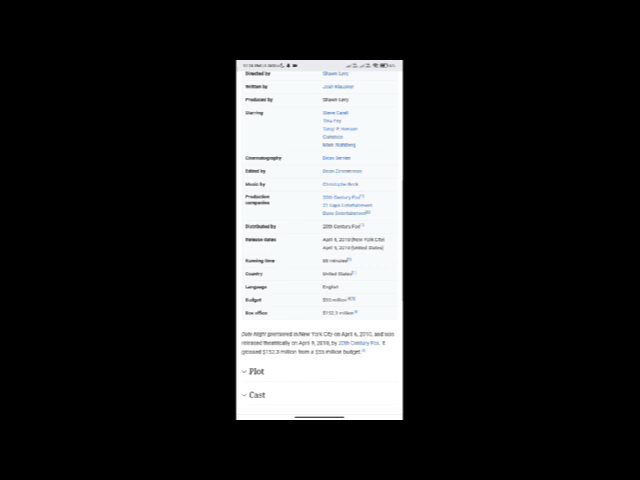 Directed by Shawn Levy
Written by Josh Klausner
Produced by Shawn Levy
Starring Steve Carell
Tina Fey
Taraji P. Henson
Common
Mark Wahlberg
Cinematography Dean Semler
Edited by Dean Zimmerman
Music by Christophe Beck
Production companies 20th Century Fox
21 Laps Entertainment
Distributed by 20th Century Fox
Release dates April 6, 2010 (New York City)
April 9, 2010 (United States)
Running time 88 minutes
Country United States
Language English
Budget $55 million
Box office $152.3 million
Date Night premiered in New York City on April 6, 2010, and was
released theatrically on April 9, 2010, by 20th Century Fox. It
grossed $152.3 million from a $55 million budget.
Plot
Cast